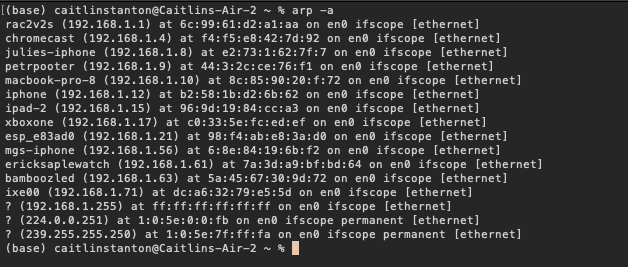 (base) caitlinstanton@Caitlins-Air-2 ~ % arp -a
rac2v2s (192.168.1.1) at 6c:99:61:d2:a1:aa on en0 ifscope [ethernet]
chromecast (192.168.1.4) at f4:f5:e8:42:7d:92 on en0 ifscope [ethernet]
julies-iphone (192.168.1.8) at e2:73:1:62:7f:7 on en0 ifscope [ethernet]
petrpooter (192.168.1.9) at 44:3:2c:ce:76:f1 on en0 ifscope [ethernet]
macbook-pro-8 (192.168.1.10) at 8c:85:90:20:f:72 on en0 ifscope [ethernet]
iphone (192.168.1.12) at b2:58:1b:d2:6b:62 on en0 ifscope [ethernet]
ipad-2 (192.168.1.15) at 96:9d:19:84:cc:a3 on en0 ifscope [ethernet]
xboxone (192.168.1.17) at c0:33:5e:fc:ed:ef on en0 ifscope [ethernet]
esp_e83ad0 (192.168.1.21) at 98:f4:ab:e8:3a:d0 on en0 ifscope [ethernet]
mgs-iphone (192.168.1.56) at 6:8e:84:19:6b:f2 on en0 ifscope [ethernet]
ericksaplewatch (192.168.1.61) at 7a:3d:a9:bf:bd:64 on en0 ifscope [ethernet]
bamboozled (192.168.1.63) at 5a:45:67:30:9d:72 on en0 ifscope [ethernet]
ixe00 (192.168.1.71) at dc:a6:32:79:e5:5d on en0 ifscope [ethernet]
? (192.168.1.255) at ff:ff:ff:ff:ff:ff on en0 ifscope [ethernet]
? (224.0.0.251) at 1:0:5e:0:0:fb on en0 ifscope permanent [ethernet]
? (239.255.255.250) at 1:0:5e:7f:ff:fa on en0 ifscope permanent [ethernet]
(base) caitlinstanton@Caitlins-Air-2 ~ %